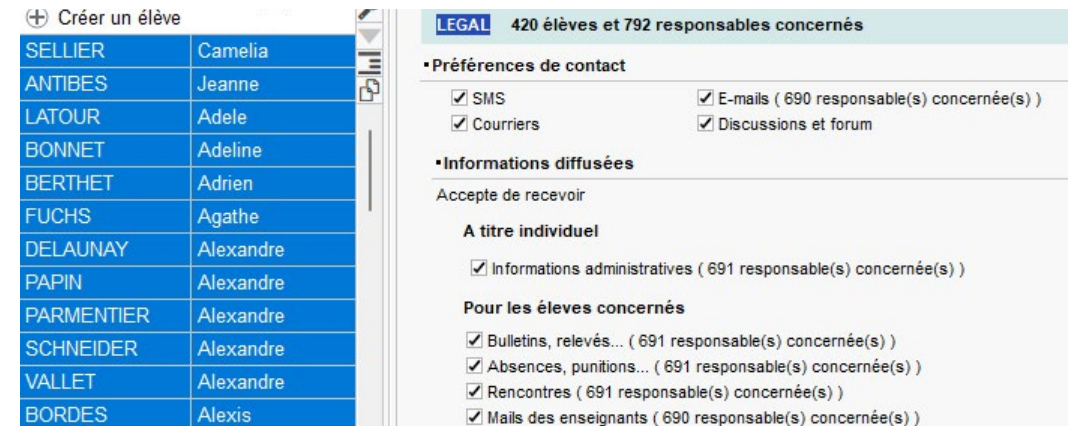 Créer un élève
SELLIER Camelia
ANTIBES Jeanne
LATOUR Adele
BONNET Adeline
BERTHET Adrien
FUCHS Agathe
DELAUNAY Alexandre
PAPIN Alexandre
PARMENTIER Alexandre
SCHNEIDER Alexandre
VALLET Alexandre
BORDES Alexis
LEGAL 420 élèves et 792 responsables concernés
Préférences de contact
SMS E-mails ( 690 responsable(s) concernée(s) )
Courriers Discussions et forum
Informations diffusées
Accepte de recevoir
A titre individuel
Informations administratives ( 691 responsable(s) concernée(s) )
Pour les éleves concernés
Bulletins, relevés... ( 691 responsable(s) concernée(s) )
Absences, punitions... ( 691 responsable(s) concernée(s) )
Rencontres ( 691 responsable(s) concernée(s) )
Mails des enseignants ( 690 responsable(s) concernée(s) )